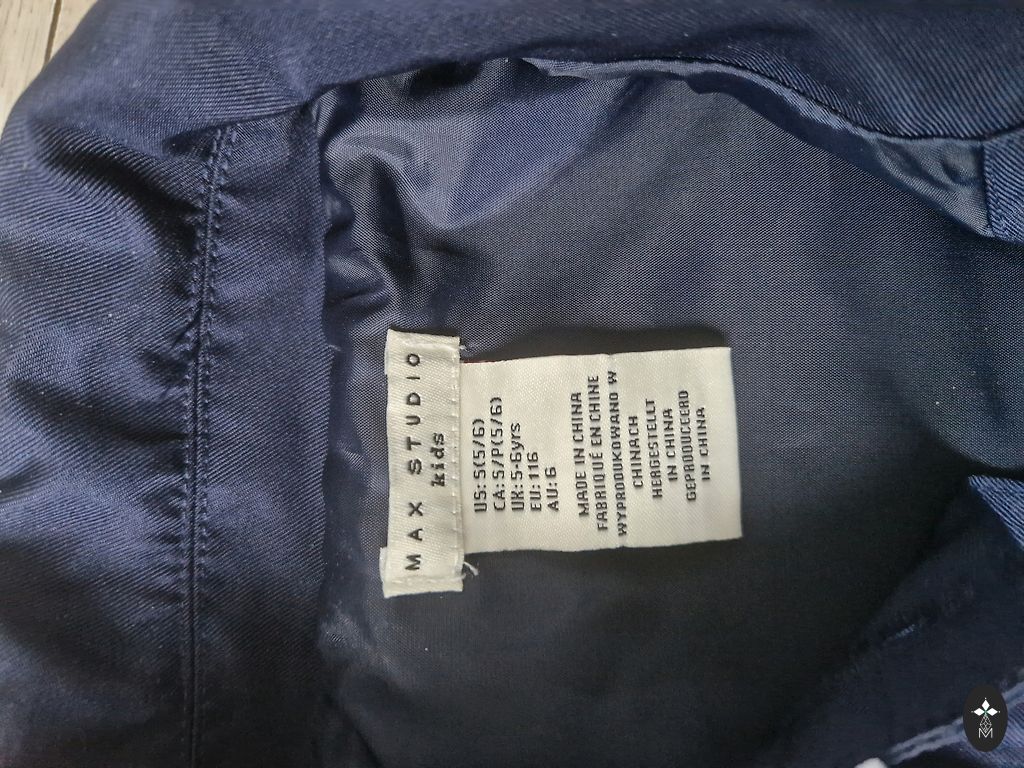 MAX STUDIO
kids
US: S(5/6)
CA: S/P(5/6)
UK: 5-6yrs
EU: 116
AU: 6
MADE IN CHINA
FABRIQUÉ EN CHINE
WYPRODUKOWANO W
CHINACH
HERGESTELLT
IN CHINA
GEPRODUCEERD
IN CHINA
M